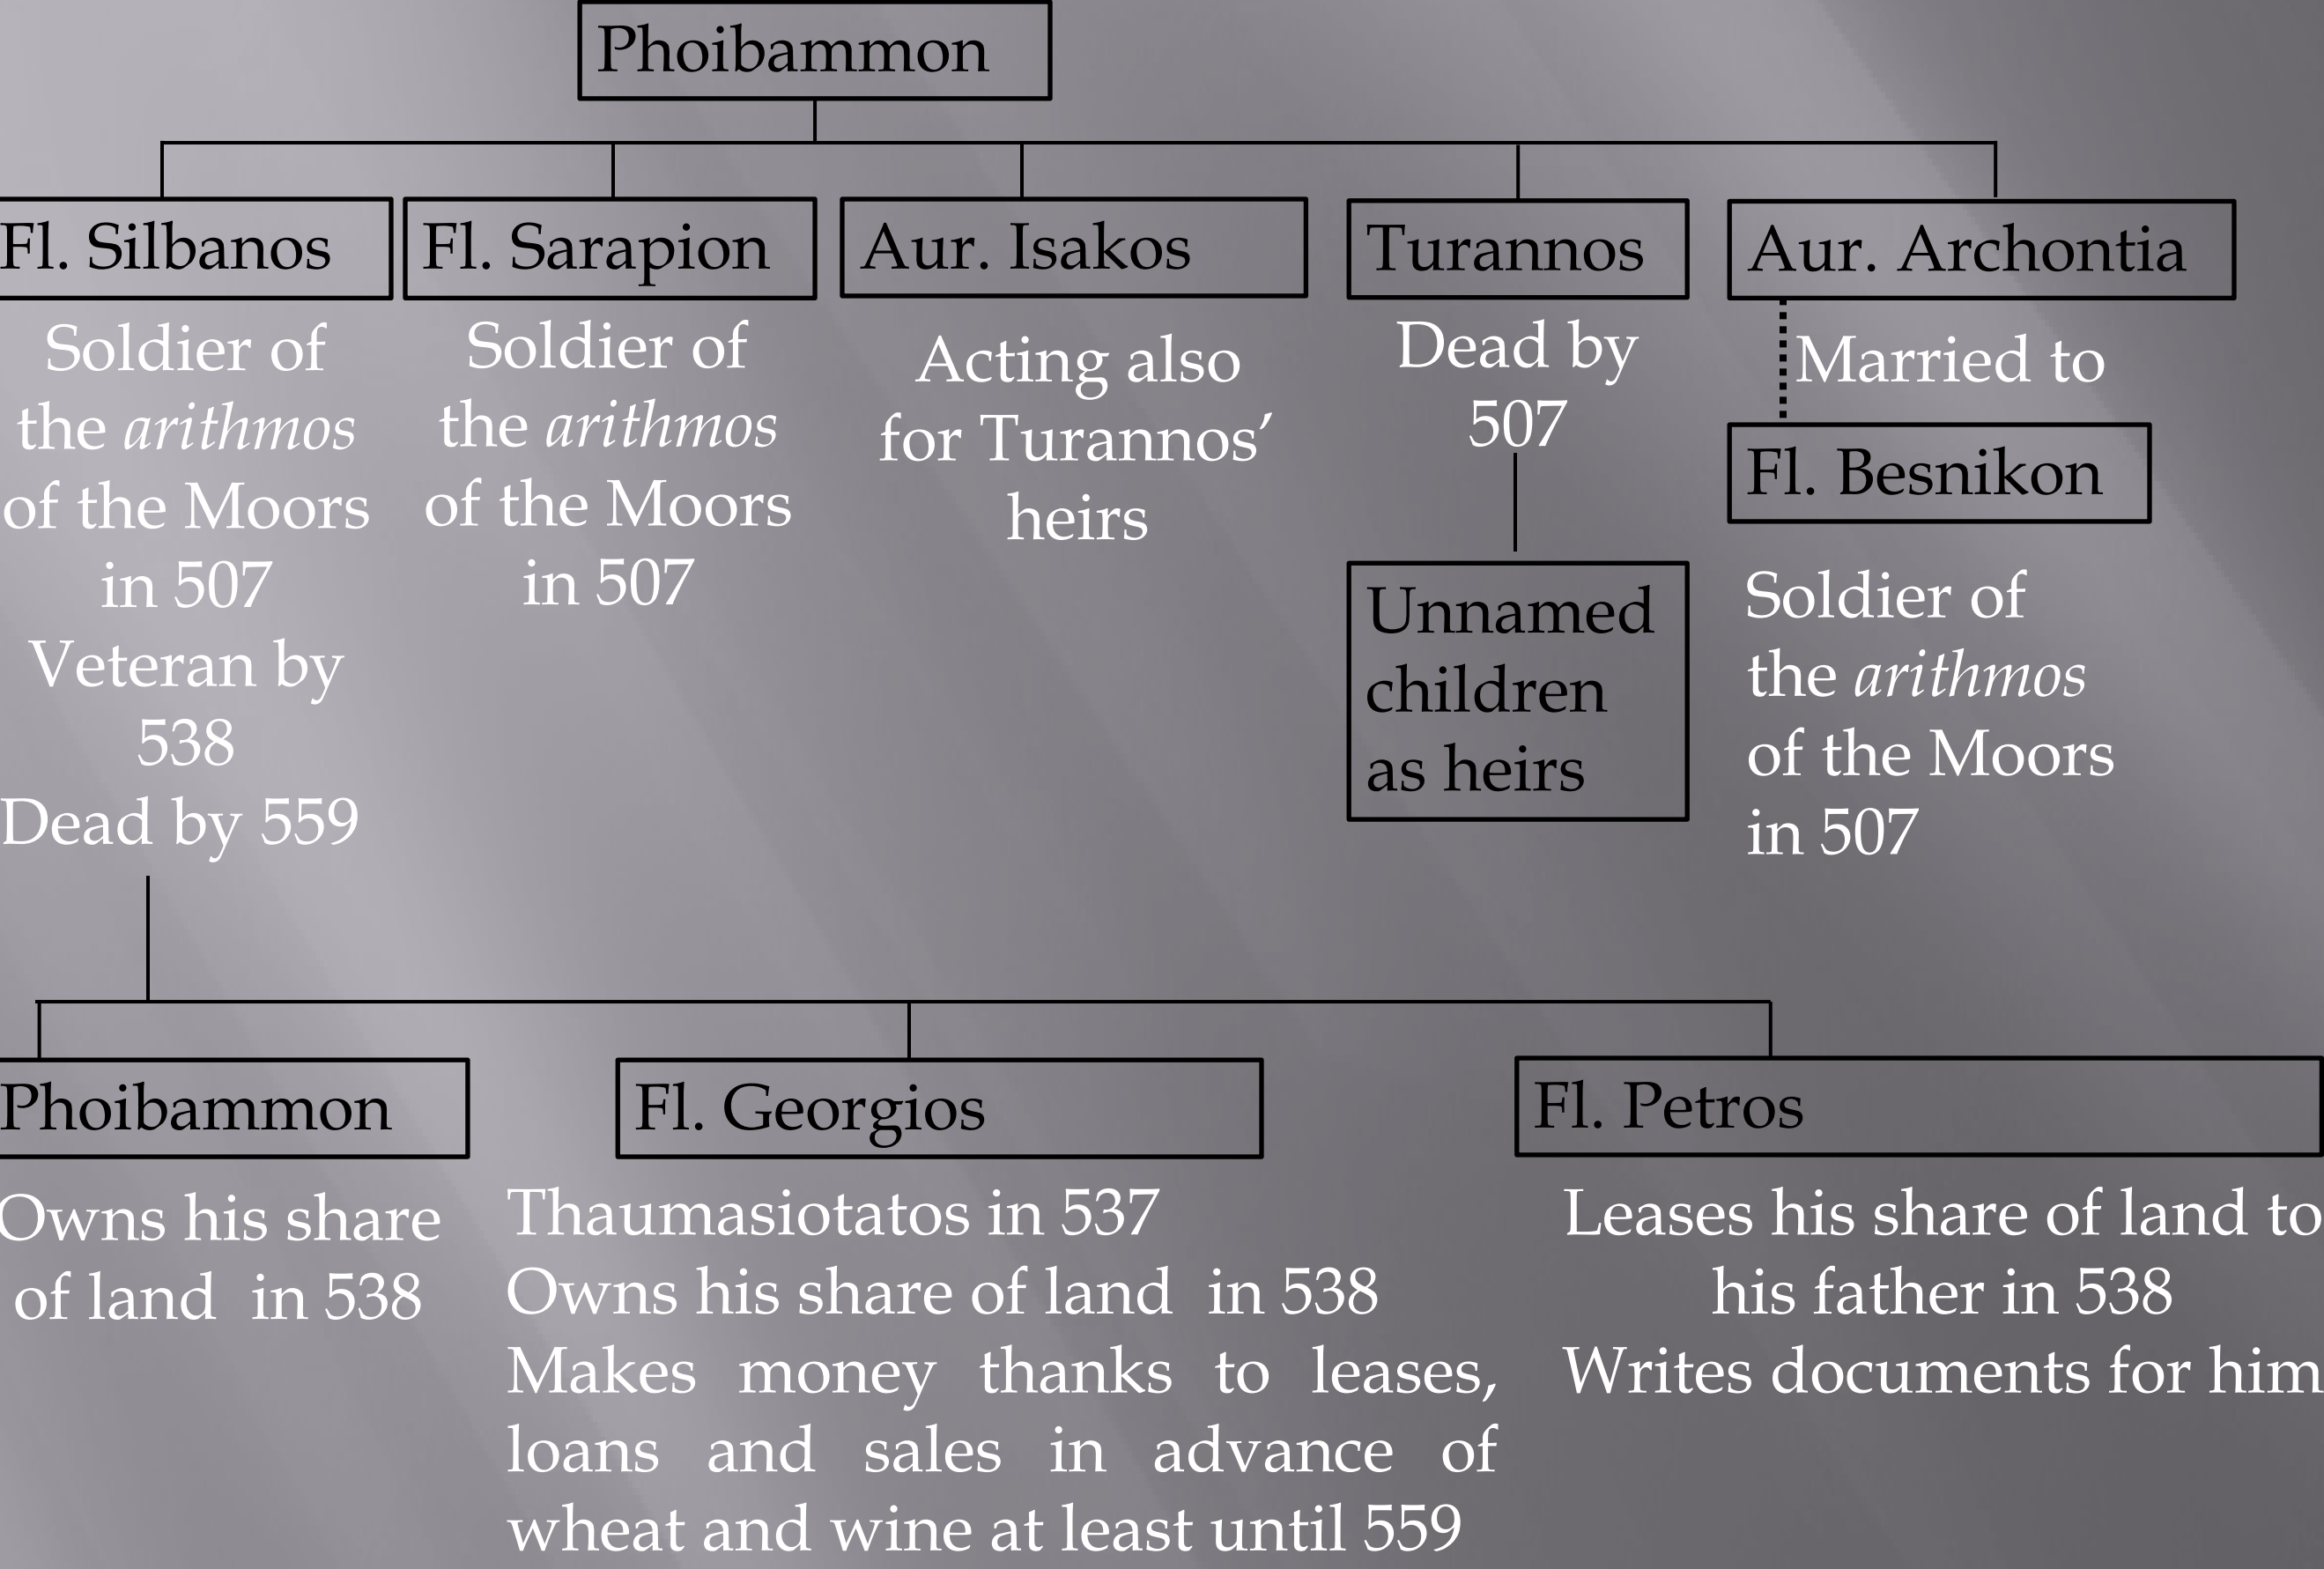 Phoibammon
Fl. Silbanos
Soldier of
the arithmos
of the Moors
in 507
Veteran by
538
Dead by 559
Fl. Sarapion
Soldier of
the arithmos
of the Moors
in 507
Aur. Isakos
Acting also
for Turannos’
heirs
Turannos
Dead by
507
Unnamed
children
as heirs
Aur. Archontia
Married to
Fl. Besnikon
Soldier of
the arithmos
of the Moors
in 507
Phoibammon
Owns his share
of land in 538
Fl. Georgios
Thaumasiotatos in 537
Owns his share of land in 538
Makes money thanks to leases,
loans and sales in advance of
wheat and wine at least until 559
Fl. Petros
Leases his share of land to
his father in 538
Writes documents for him